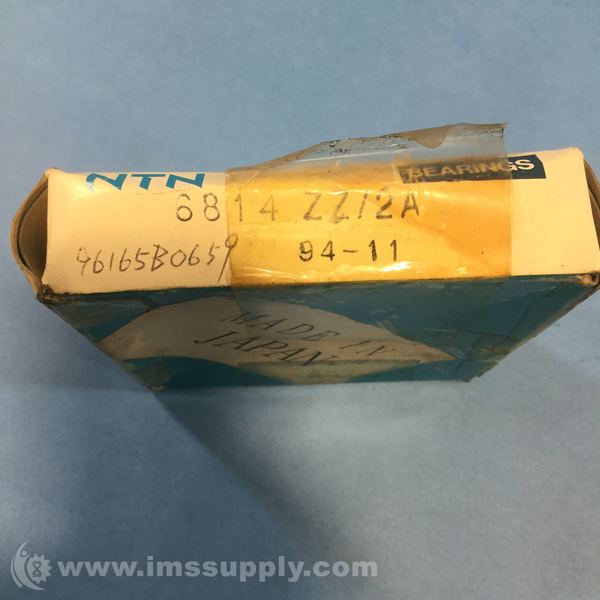 NTN
BEARINGS
6814 ZZ/2A
96165B0659
94-11
MADE IN
JAPAN
www.imssupply.com